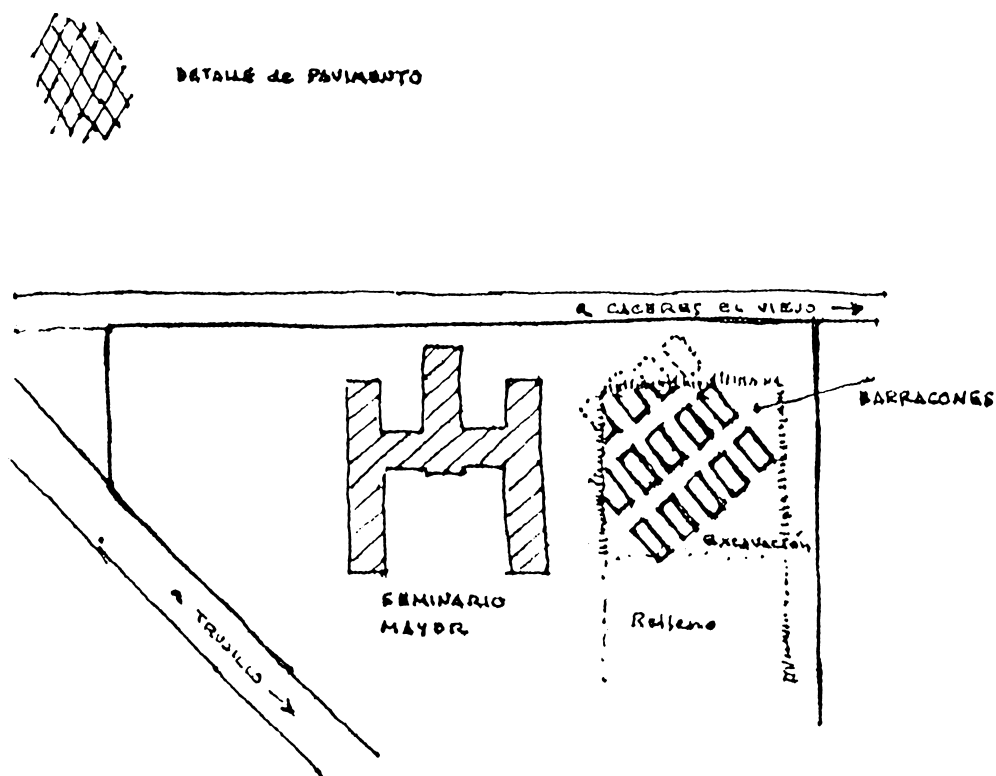 DETALLE de PAVIMENTO
a CACERES EL VIEJO →
BARRACONES
EXCAVACIÓN
SEMINARIO
MAYOR
Relleno
a TRUJILLO →